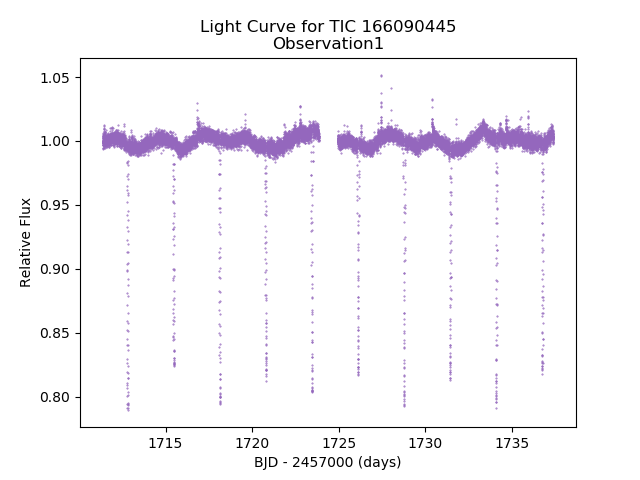 Light Curve for TIC 166090445
Observation1
1.05
1.00
0.95
0.90
0.85
0.80
Relative Flux
1715
1720
1725
1730
1735
BJD - 2457000 (days)